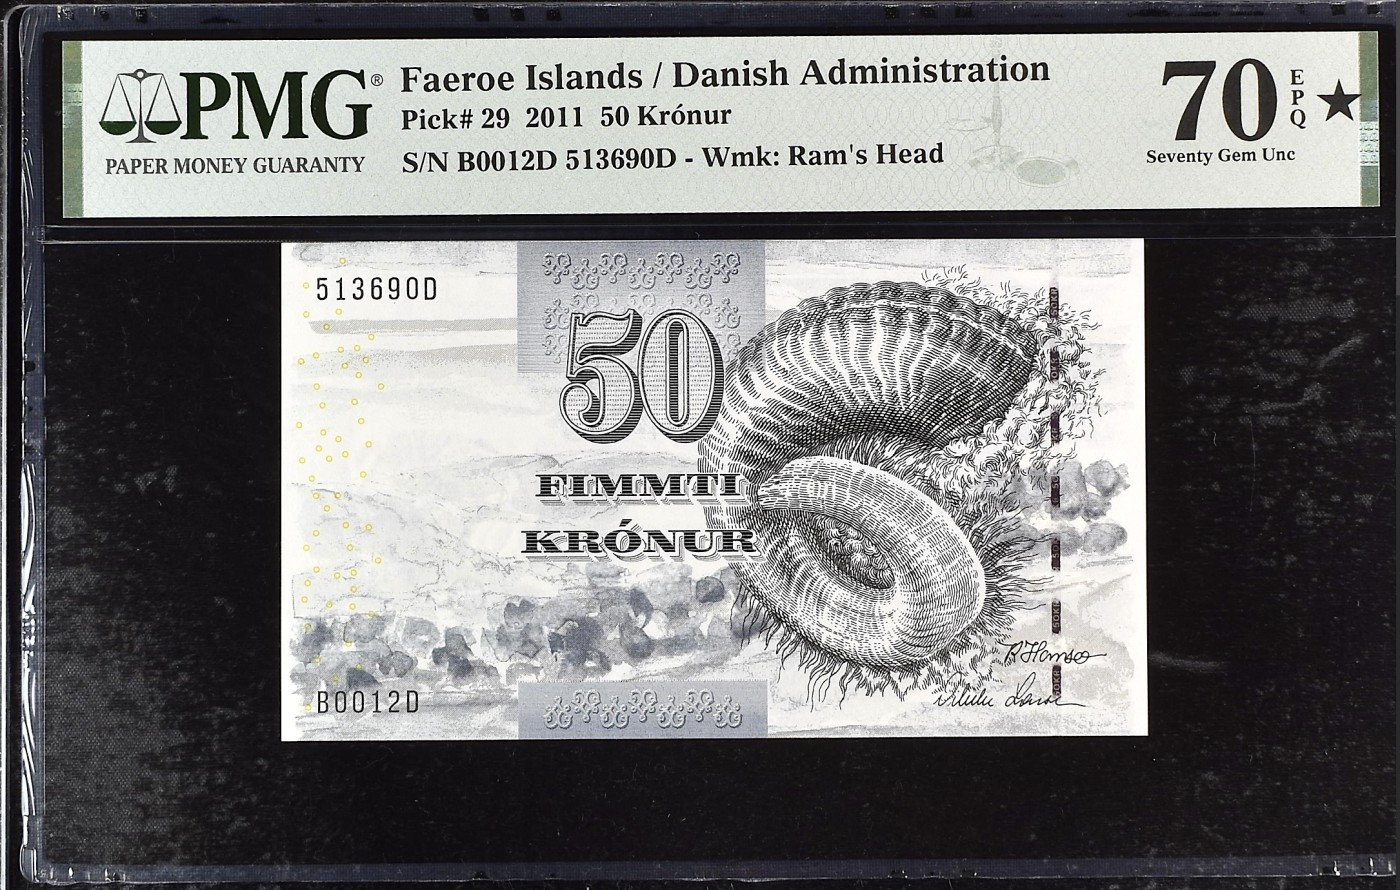 PMG®
PAPER MONEY GUARANTY
Faeroe Islands / Danish Administration
Pick# 29 2011 50 Krónur
S/N B0012D 513690D - Wmk: Ram's Head
70 EPQ ★
Seventy Gem Unc
513690D
50
FIMMTI
KRÓNUR
B0012D